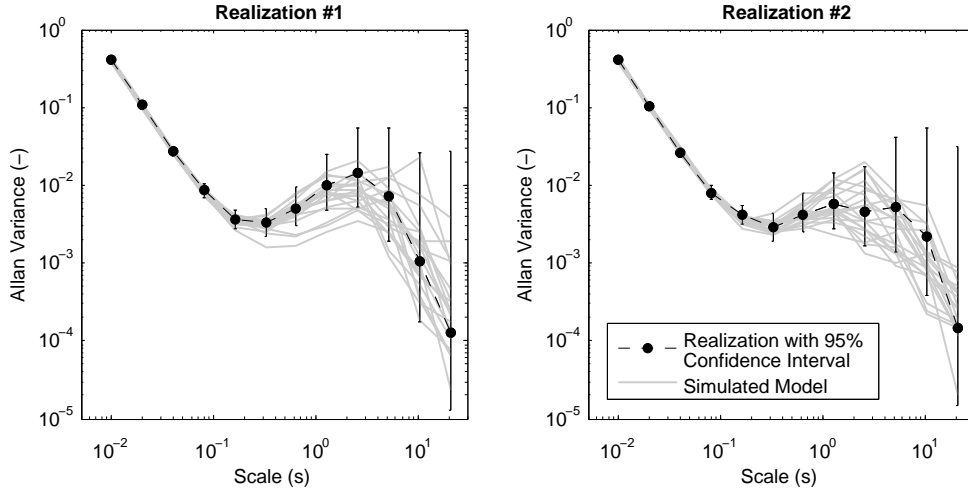 Realization #1
10^0
10^-1
10^-2
10^-3
10^-4
10^-5
Allan Variance (−)
10^-2
10^-1
10^0
10^1
Scale (s)
Realization #2
10^0
10^-1
10^-2
10^-3
10^-4
10^-5
Allan Variance (−)
Realization with 95%
Confidence Interval
Simulated Model
10^-2
10^-1
10^0
10^1
Scale (s)